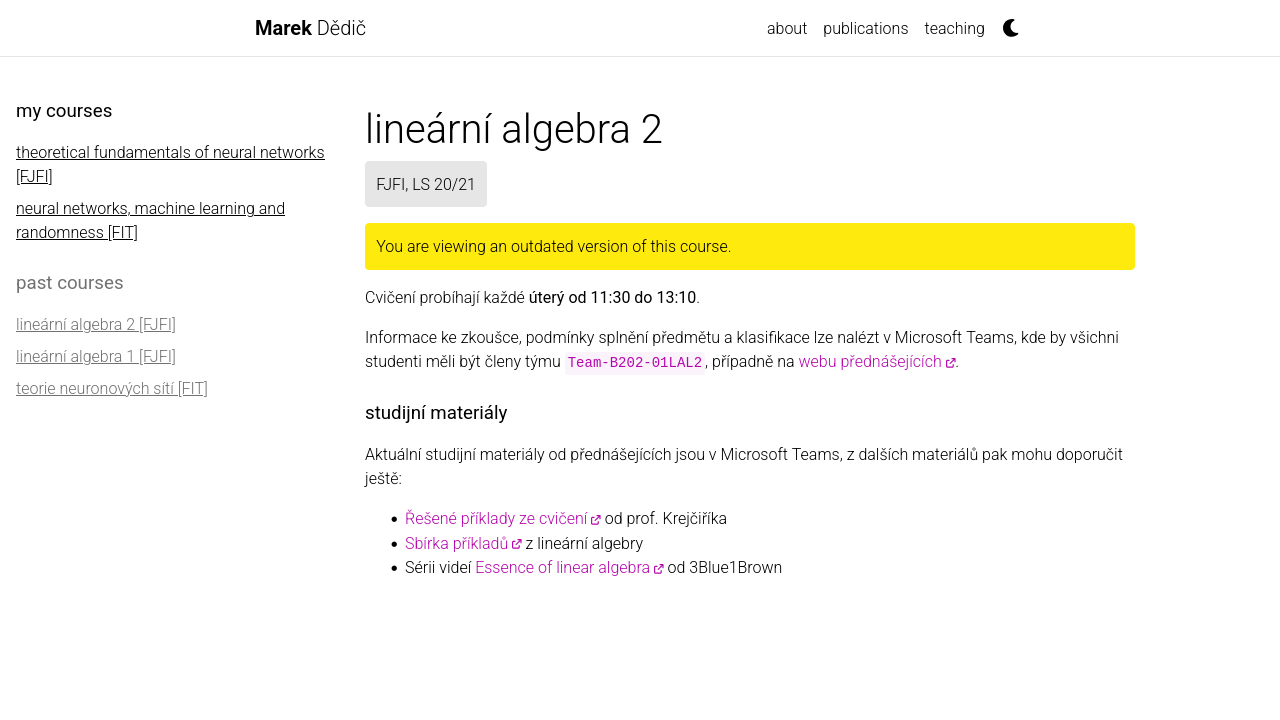 Marek Dědič
about
publications
teaching
my courses
theoretical fundamentals of neural networks
[FJFI]
neural networks, machine learning and
randomness [FIT]
past courses
lineární algebra 2 [FJFI]
lineární algebra 1 [FJFI]
teorie neuronových sítí [FIT]
lineární algebra 2
FJFI, LS 20/21
You are viewing an outdated version of this course.
Cvičení probíhají každé úterý od 11:30 do 13:10.
Informace ke zkoušce, podmínky splnění předmětu a klasifikace lze nalézt v Microsoft Teams, kde by všichni
studenti měli být členy týmu Team-B202-01LAL2, případně na webu přednášejících.
studijní materiály
Aktuální studijní materiály od přednášejících jsou v Microsoft Teams, z dalších materiálů pak mohu doporučit
ještě:
Řešené příklady ze cvičení od prof. Krejčiříka
Sbírka příkladů z lineární algebry
Sérii videí Essence of linear algebra od 3Blue1Brown